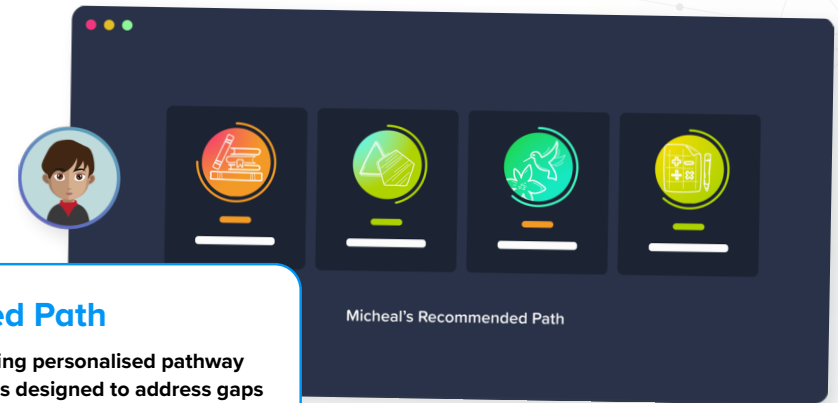 Micheal's Recommended Path
ed Path
ing personalised pathway
s designed to address gaps